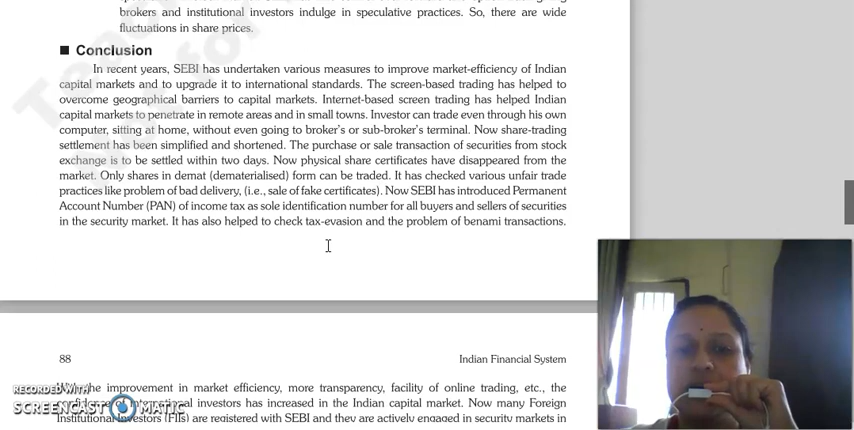 brokers and institutional investors indulge in speculative practices. So, there are wide
fluctuations in share prices.
■ Conclusion
In recent years, SEBI has undertaken various measures to improve market-efficiency of Indian
capital markets and to upgrade it to international standards. The screen-based trading has helped to
overcome geographical barriers to capital markets. Internet-based screen trading has helped Indian
capital markets to penetrate in remote areas and in small towns. Investor can trade even through his own
computer, sitting at home, without even going to broker's or sub-broker's terminal. Now share-trading
settlement has been simplified and shortened. The purchase or sale transaction of securities from stock
exchange is to be settled within two days. Now physical share certificates have disappeared from the
market. Only shares in demat (dematerialised) form can be traded. It has checked various unfair trade
practices like problem of bad delivery, (i.e., sale of fake certificates). Now SEBI has introduced Permanent
Account Number (PAN) of income tax as sole identification number for all buyers and sellers of securities
in the security market. It has also helped to check tax-evasion and the problem of benami transactions.
88 Indian Financial System
the improvement in market efficiency, more transparency, facility of online trading, etc., the
confidence of international investors has increased in the Indian capital market. Now many Foreign
Institutional Investors (FIIs) are registered with SEBI and they are actively engaged in security markets in
RECORDED WITH
SCREENCAST MATIC